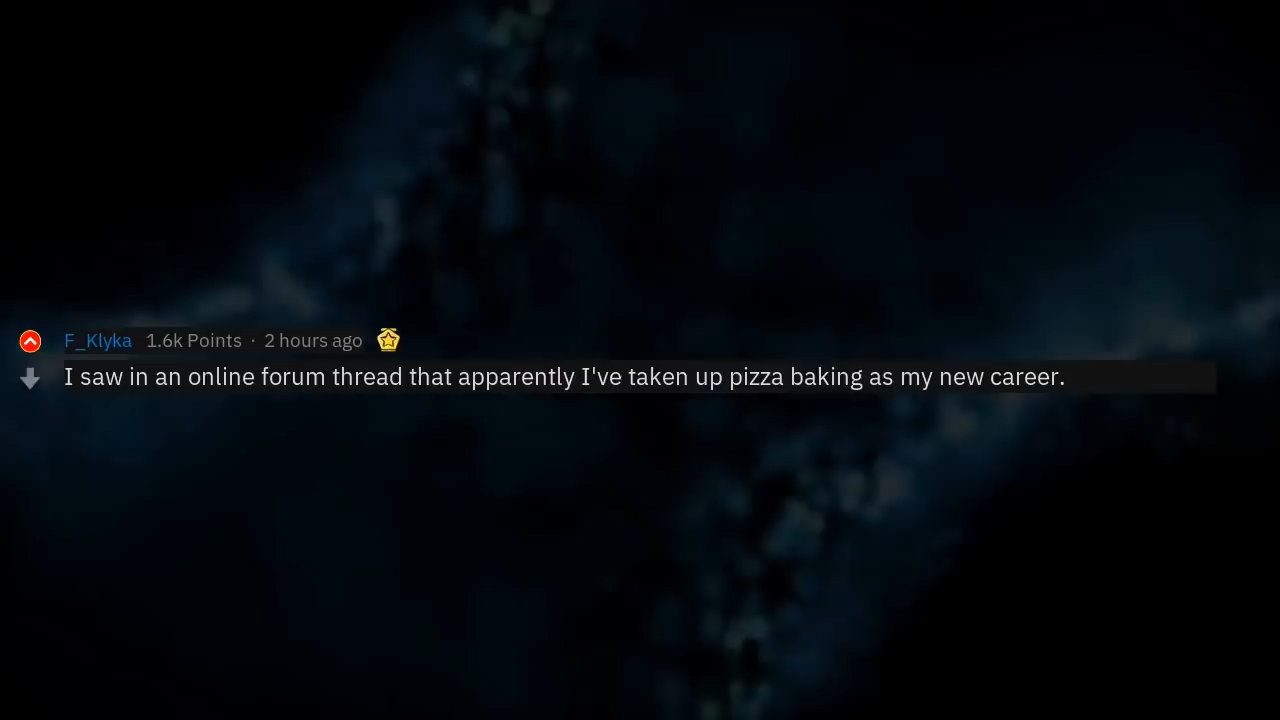 F_Klyka 1.6k Points · 2 hours ago
I saw in an online forum thread that apparently I've taken up pizza baking as my new career.